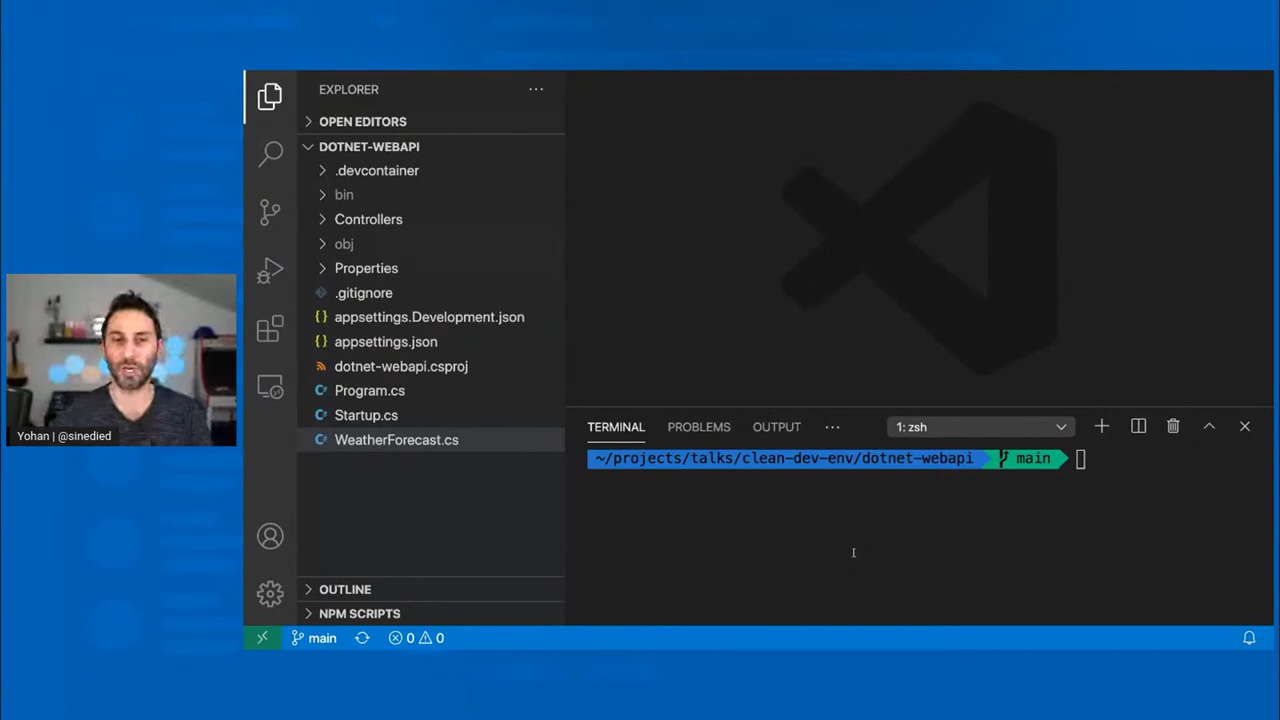 EXPLORER
OPEN EDITORS
DOTNET-WEBAPI
.devcontainer
bin
Controllers
obj
Properties
.gitignore
appsettings.Development.json
appsettings.json
dotnet-webapi.csproj
Program.cs
Startup.cs
WeatherForecast.cs
OUTLINE
NPM SCRIPTS
TERMINAL PROBLEMS OUTPUT 1: zsh
~/projects/talks/clean-dev-env/dotnet-webapi main
main 0 0
Yohan | @sinedied